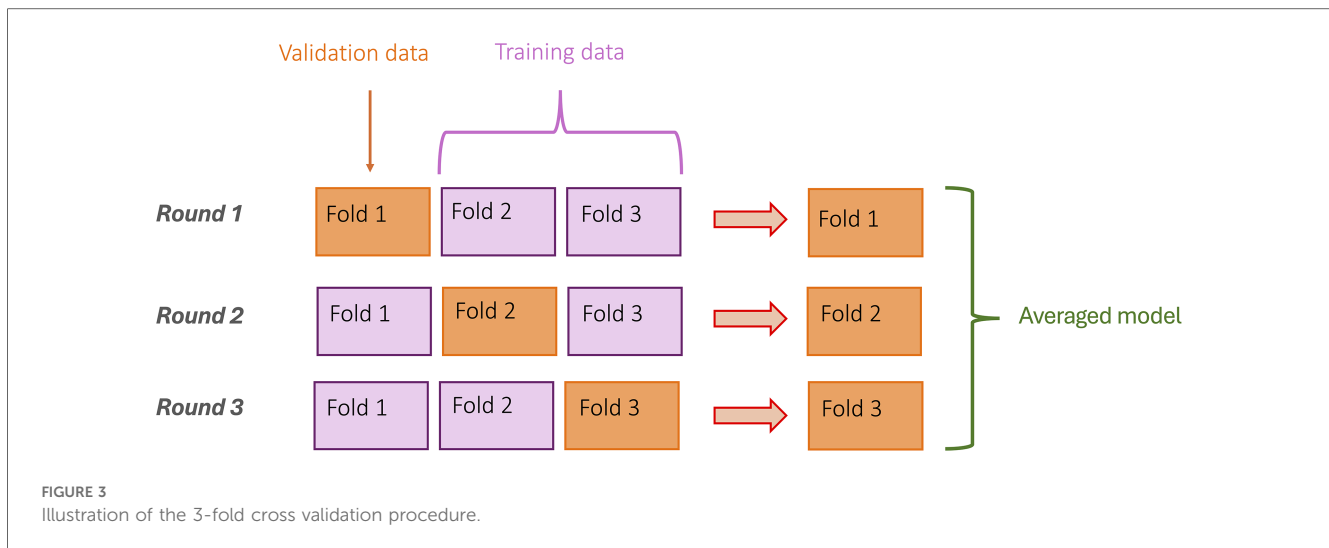 Validation data
Training data
Round 1
Fold 1
Fold 2
Fold 3
Fold 1
Round 2
Fold 1
Fold 2
Fold 3
Fold 2
Averaged model
Round 3
Fold 1
Fold 2
Fold 3
Fold 3
FIGURE 3
Illustration of the 3-fold cross validation procedure.